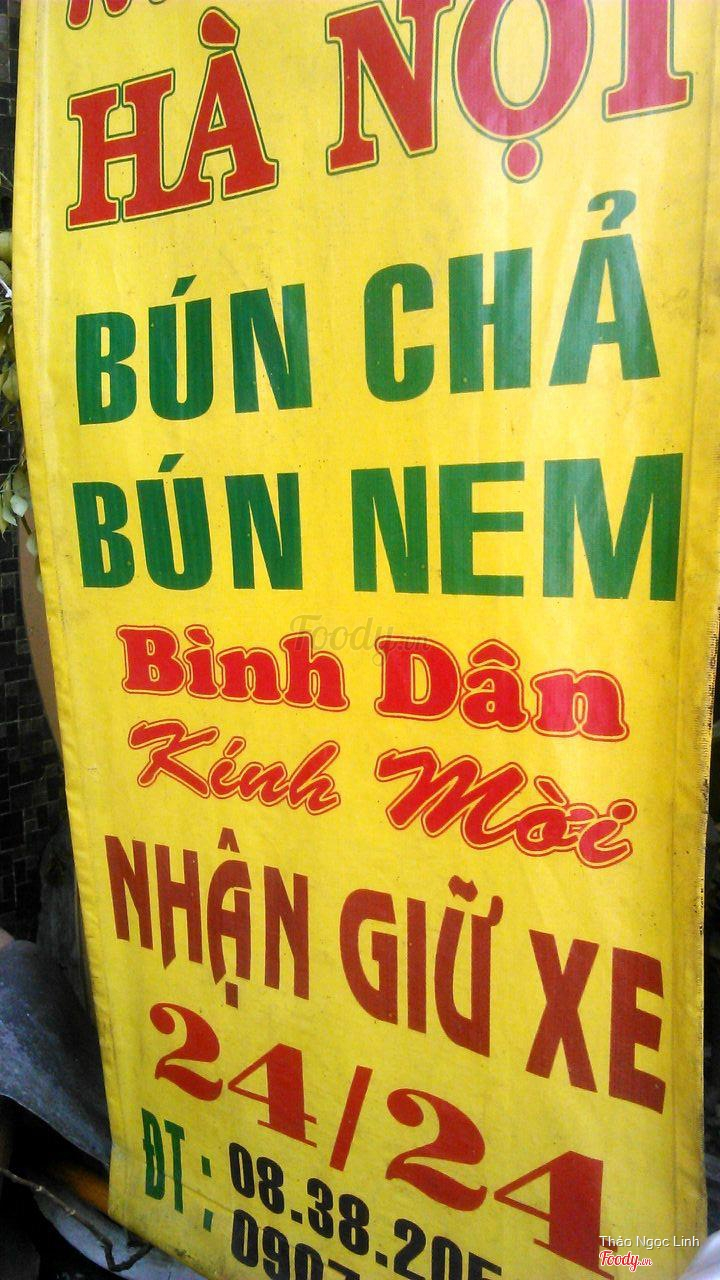 HÀ NỘI
BÚN CHẢ
BÚN NEM
Foody.vn
Bình Dân
Kính Mời
NHẬN GIỮ XE
24/24
ĐT: 08.38.205
0907
Thảo Ngọc Linh
Foody.vn